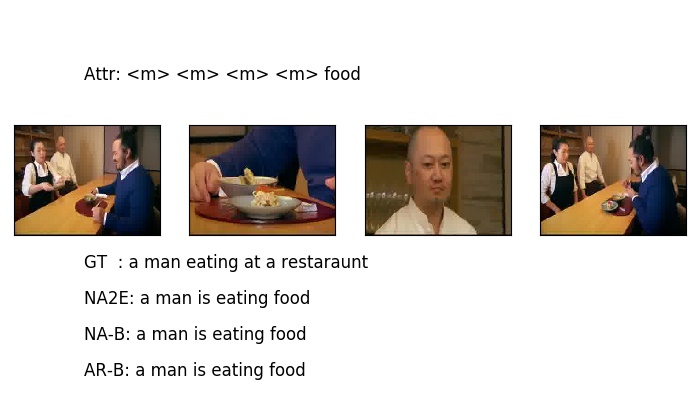 Attr: <m> <m> <m> <m> food
GT  : a man eating at a restaraunt
NA2E: a man is eating food
NA-B: a man is eating food
AR-B: a man is eating food